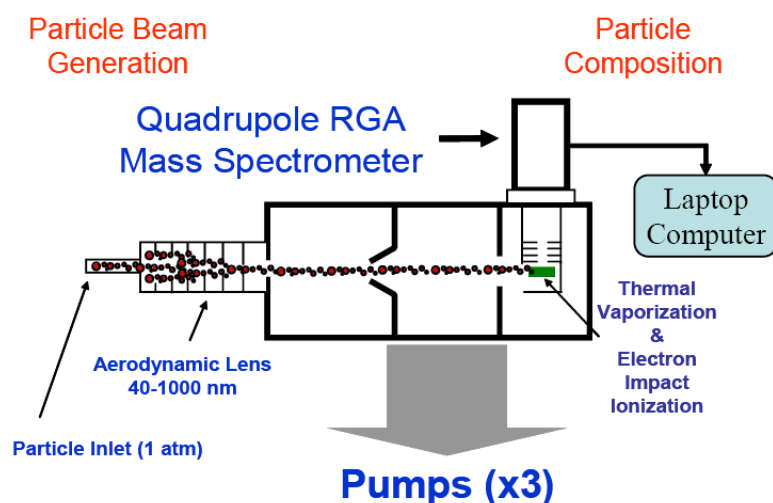 Particle Beam
Generation
Particle
Composition
Quadrupole RGA
Mass Spectrometer
Laptop
Computer
Thermal
Vaporization
&
Electron
Impact
Ionization
Aerodynamic Lens
40-1000 nm
Particle Inlet (1 atm)
Pumps (x3)